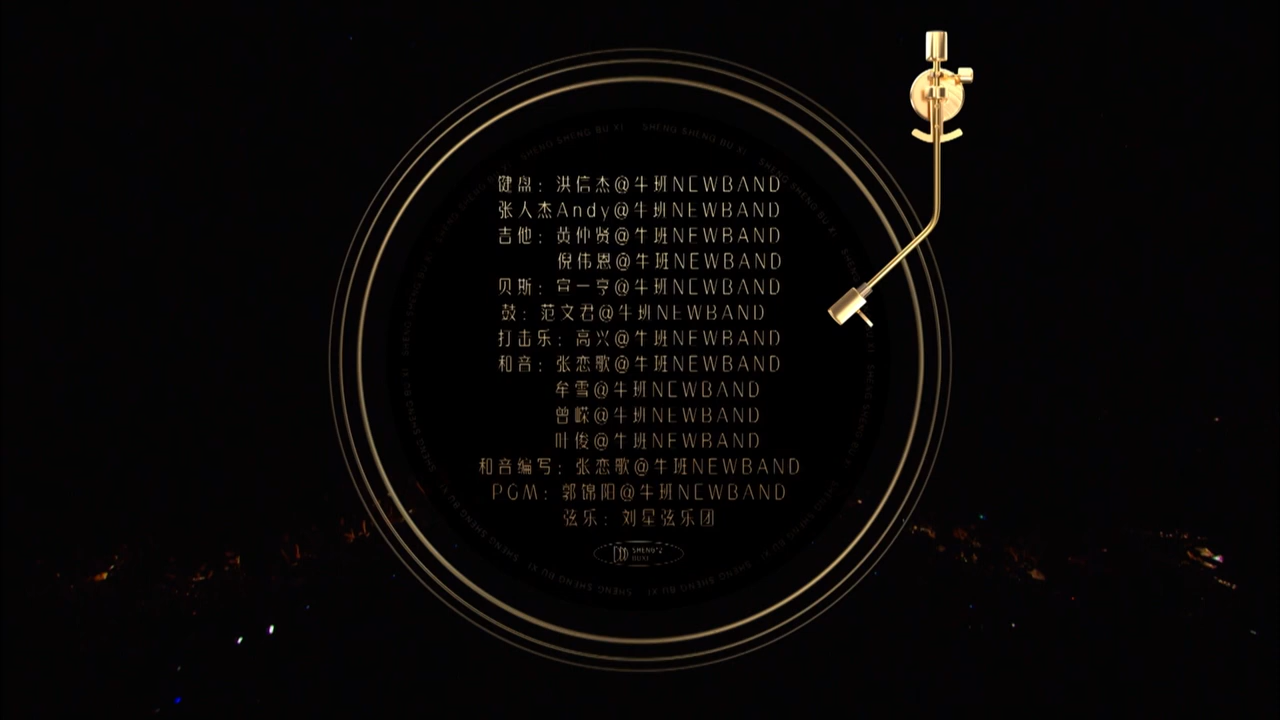 键盘：洪信杰@牛班NEWBAND
张人杰Andy@牛班NEWBAND
吉他：黄仲贤@牛班NEWBAND
倪伟恩@牛班NEWBAND
贝斯：宣一亨@牛班NEWBAND
鼓：范文君@牛班NEWBAND
打击乐：高兴@牛班NEWBAND
和音：张恋歌@牛班NEWBAND
牟雪@牛班NEWBAND
曾嵘@牛班NEWBAND
叶俊@牛班NEWBAND
和音编写：张恋歌@牛班NEWBAND
PGM：郭锦阳@牛班NEWBAND
弦乐：刘星弦乐团
SHENG SHENG BU XI